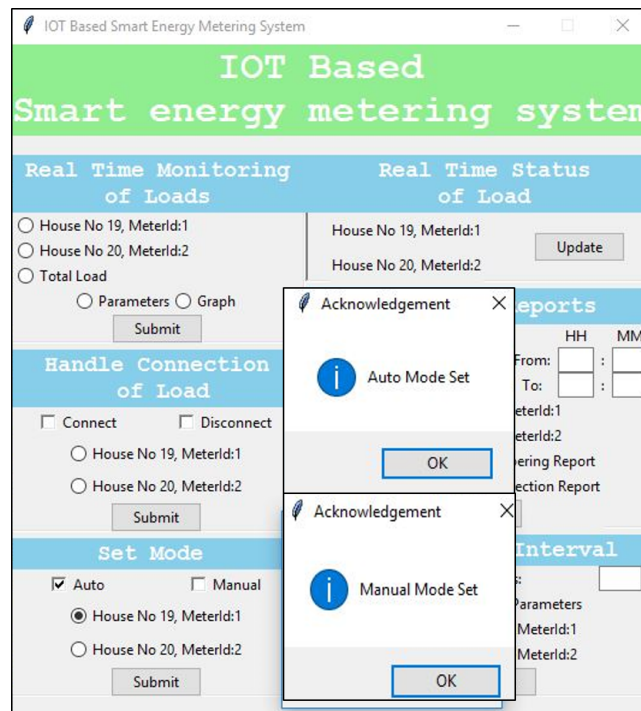 IOT Based Smart Energy Metering System
IOT Based
Smart energy metering system
Real Time Monitoring
of Loads
House No 19, MeterId:1
House No 20, MeterId:2
Total Load
Parameters Graph
Submit
Real Time Status
of Load
House No 19, MeterId:1
House No 20, MeterId:2
Update
Handle Connection
of Load
Connect Disconnect
House No 19, MeterId:1
House No 20, MeterId:2
Submit
Set Mode
Auto Manual
House No 19, MeterId:1
House No 20, MeterId:2
Submit
Acknowledgement
Auto Mode Set
OK
Acknowledgement
Manual Mode Set
OK
eports
HH MM
From: :
To: :
eterId:1
eterId:2
ering Report
ection Report
Interval
s:
Parameters
MeterId:1
MeterId:2